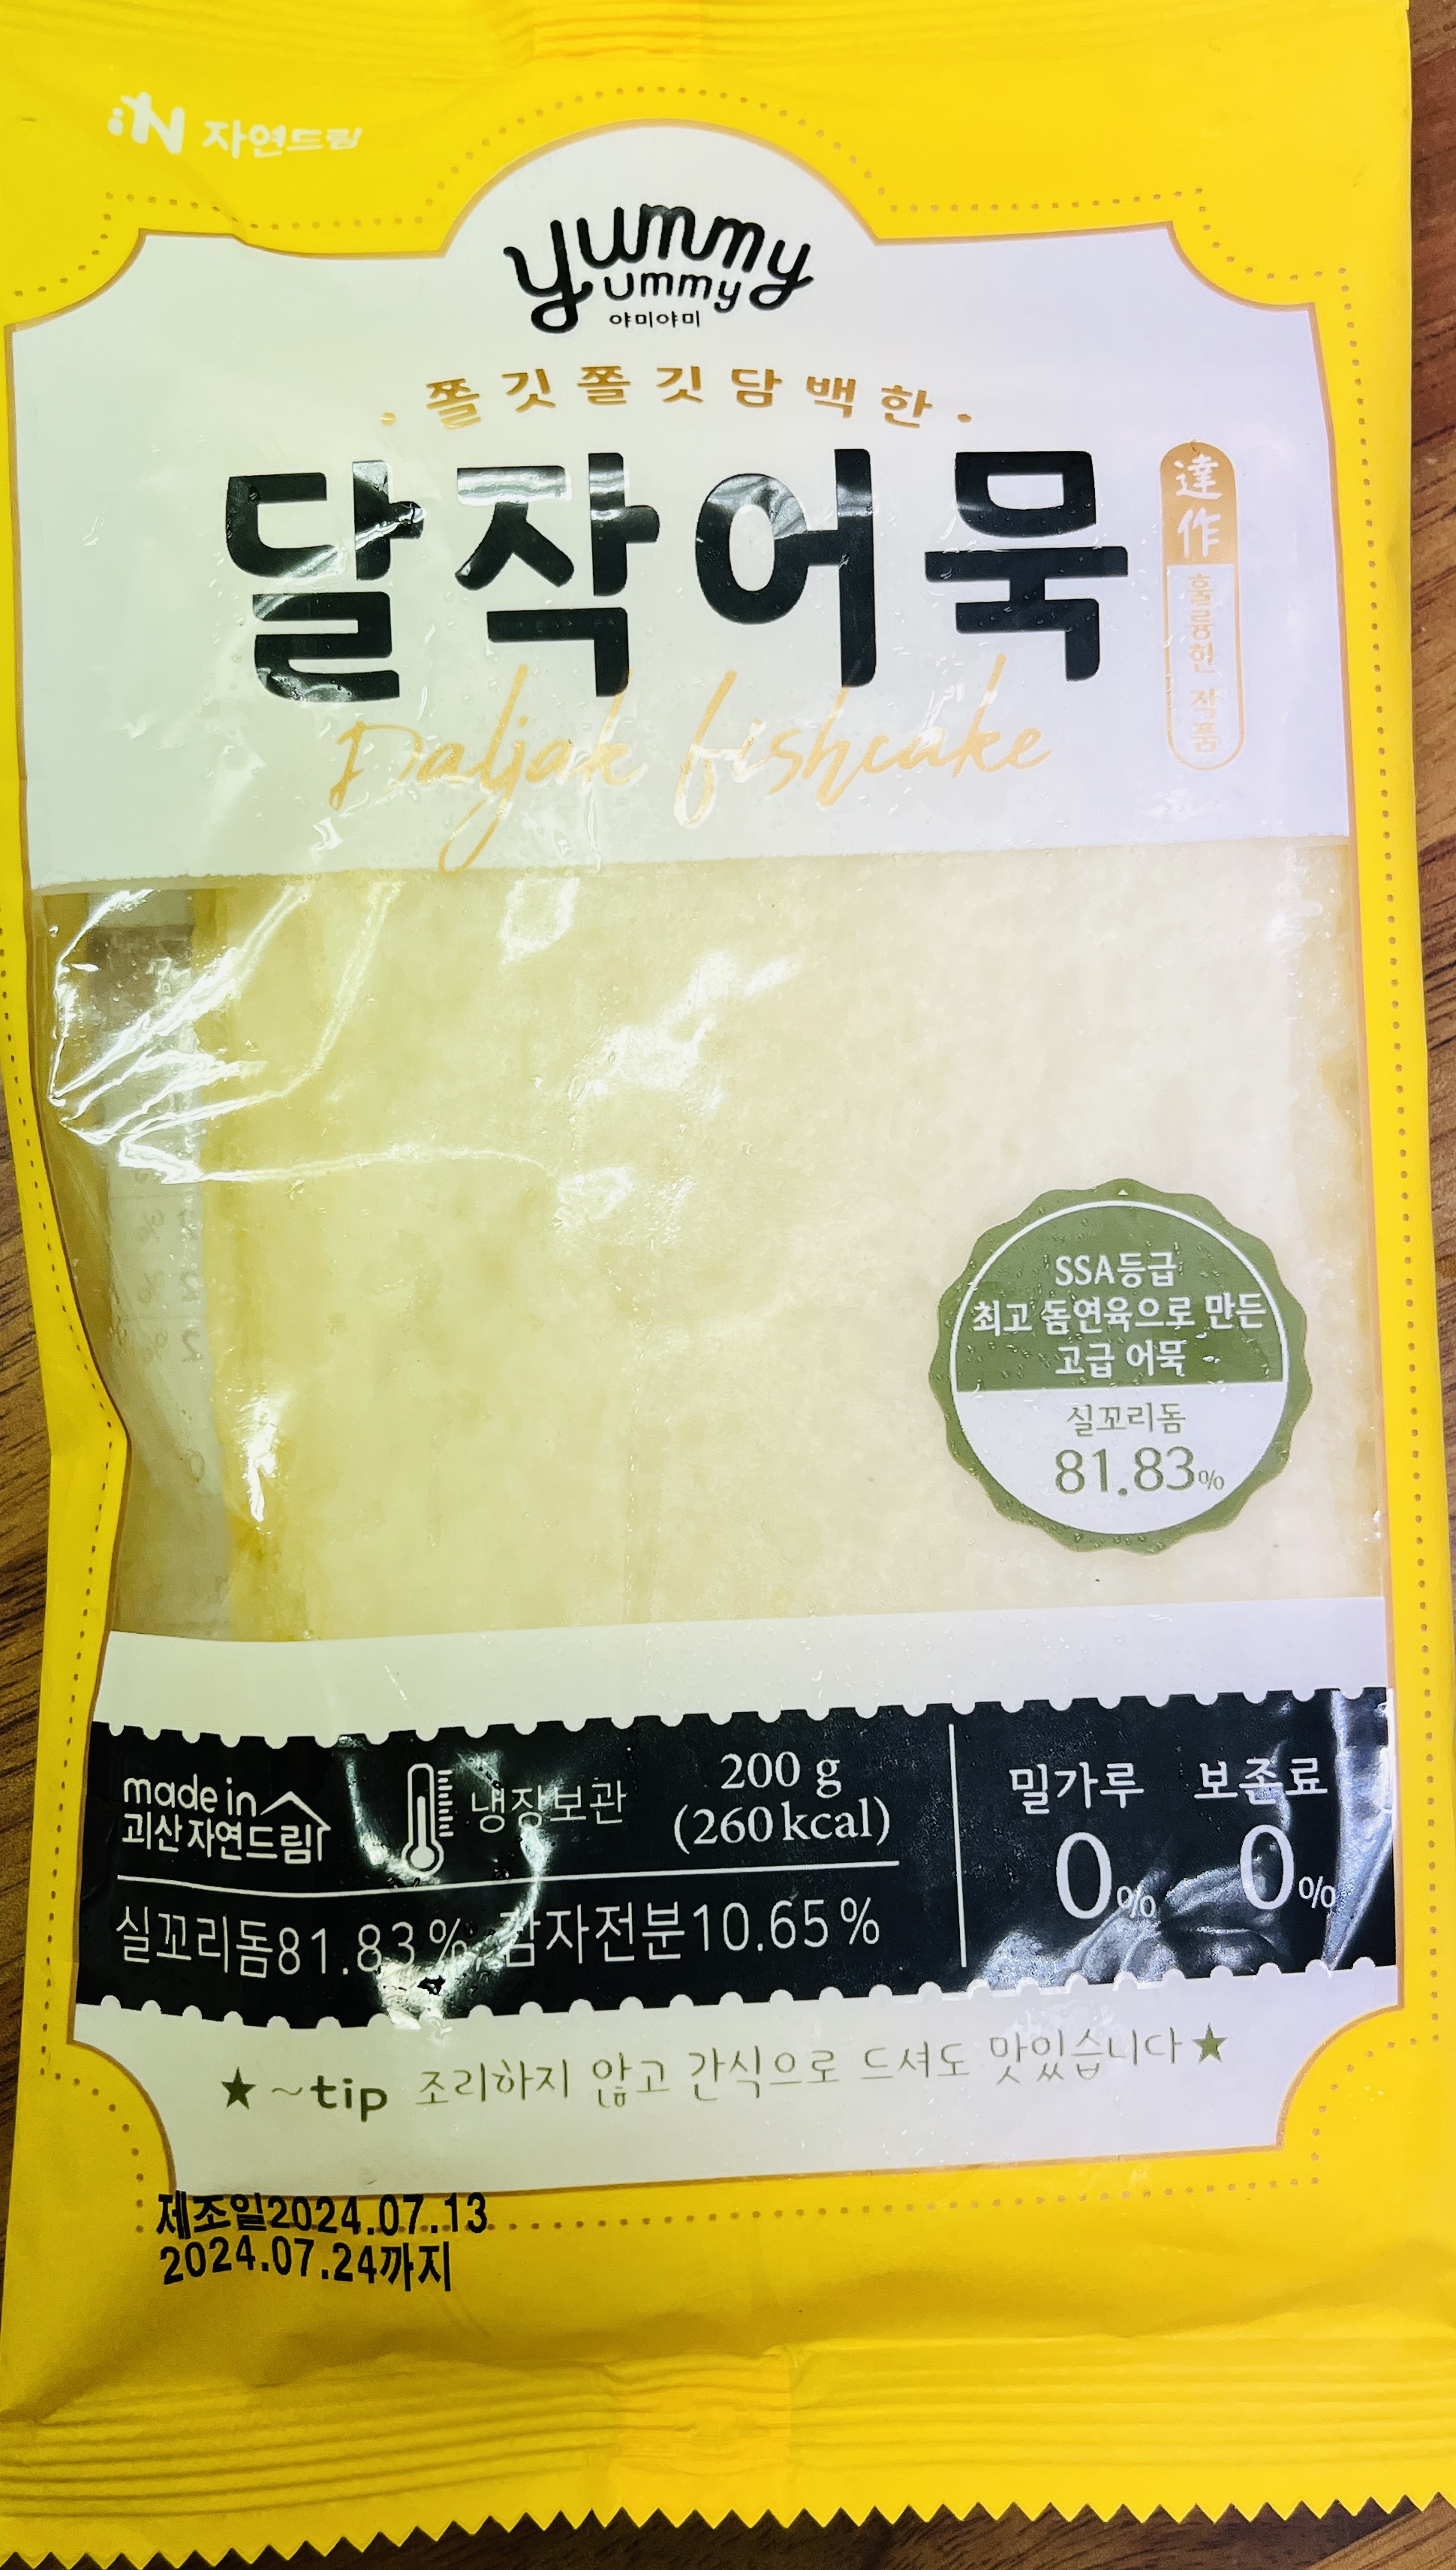 iN 자연드림
yummy
yummy
야미야미
쫄깃쫄깃담백한
달작어묵
達作 훌륭한 작품
Daljak fishcake
SSA등급
최고 돔연육으로 만든
고급 어묵
실꼬리돔
81.83%
made in
괴산자연드림
냉장보관
200 g
(260 kcal)
실꼬리돔81.83%, 감자전분10.65%
밀가루 보존료
0% 0%
★~tip 조리하지 않고 간식으로 드셔도 맛있습니다★
제조일2024.07.13
2024.07.24까지